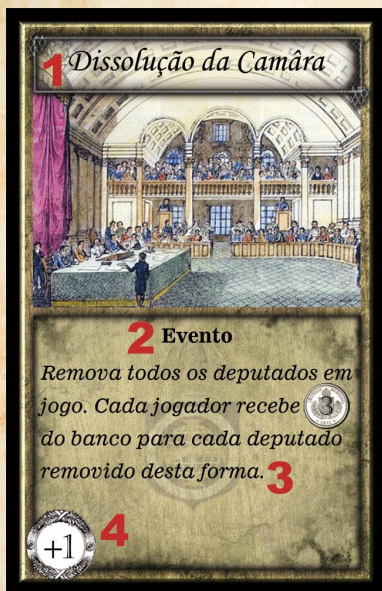 1 Dissolução da Camâra
2 Evento
Remova todos os deputados em
jogo. Cada jogador recebe 3
do banco para cada deputado
removido desta forma. 3
+1 4